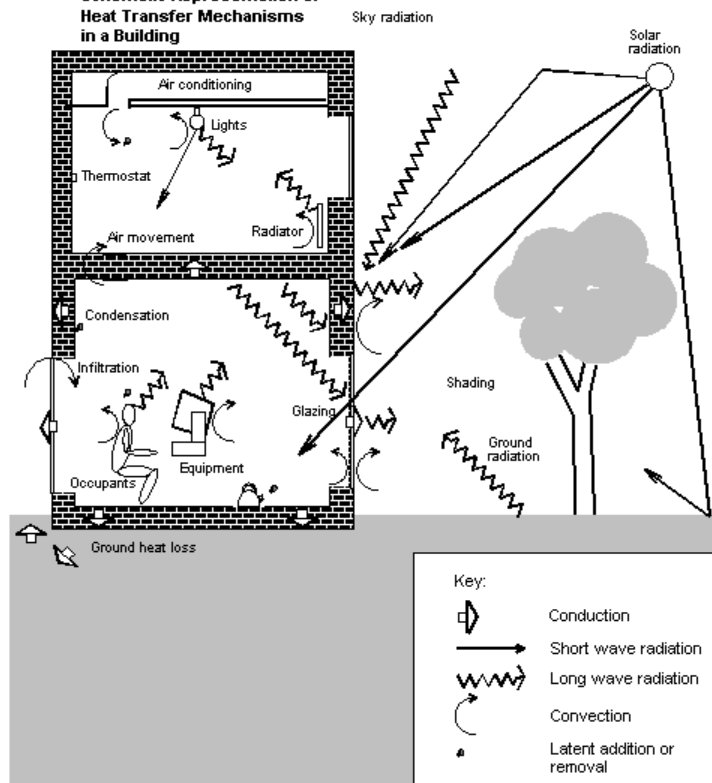 Heat Transfer Mechanisms
in a Building
Sky radiation
Solar
radiation
Air conditioning
Lights
Thermostat
Air movement
Radiator
Condensation
Infiltration
Glazing
Shading
Ground
radiation
Equipment
Occupants
Ground heat loss
Key:
Conduction
Short wave radiation
Long wave radiation
Convection
Latent addition or
removal